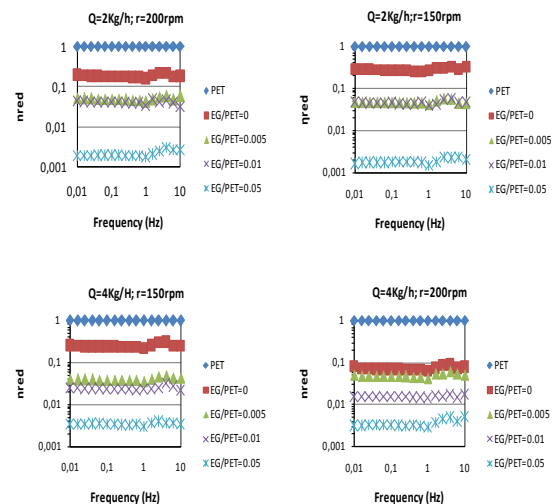 Q=2Kg/h; r=200rpm
ηred
1
0,1
0,01
0,001
0,01 0,1 1 10
Frequency (Hz)
PET
EG/PET=0
EG/PET=0.005
EG/PET=0.01
EG/PET=0.05
Q=2Kg/h;r=150rpm
ηred
1
0,1
0,01
0,001
0,01 0,1 1 10
Frequency (Hz)
PET
EG/PET=0
EG/PET=0.005
EG/PET=0.01
EG/PET=0.05
Q=4Kg/H; r=150rpm
ηred
1
0,1
0,01
0,001
0,01 0,1 1 10
Frequency (Hz)
PET
EG/PET=0
EG/PET=0.005
EG/PET=0.01
EG/PET=0.05
Q=4Kg/h; r=200rpm
ηred
1
0,1
0,01
0,001
0,01 0,1 1 10
Frequency (Hz)
PET
EG/PET=0
EG/PET=0.005
EG/PET=0.01
EG/PET=0.05